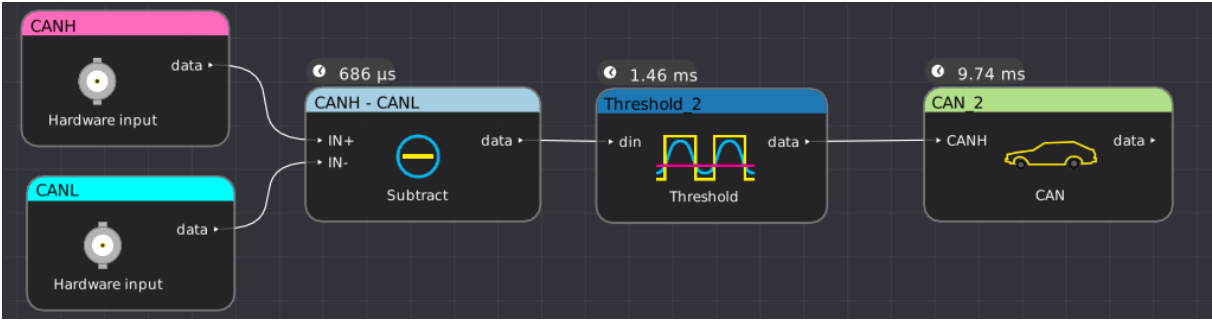 CANH
data
Hardware input
CANL
data
Hardware input
686 μs
CANH - CANL
IN+
data
IN-
Subtract
1.46 ms
Threshold_2
din
data
Threshold
9.74 ms
CAN_2
CANH
data
CAN